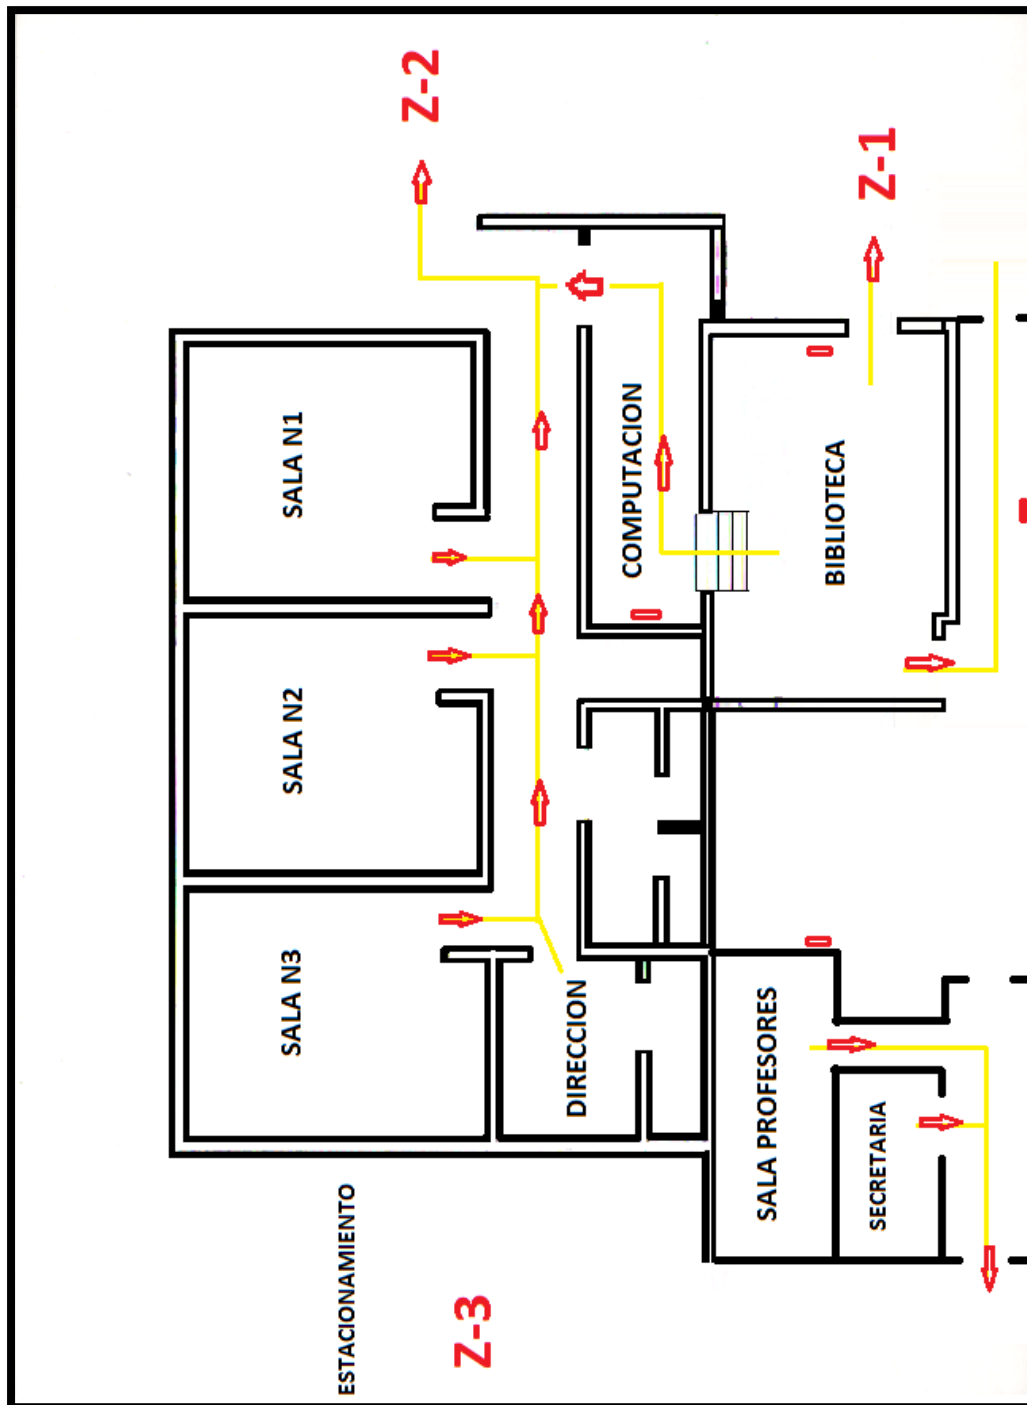 Z-2
Z-1
SALA N1
COMPUTACION
BIBLIOTECA
SALA N2
SALA N3
DIRECCION
SALA PROFESORES
SECRETARIA
ESTACIONAMIENTO
Z-3